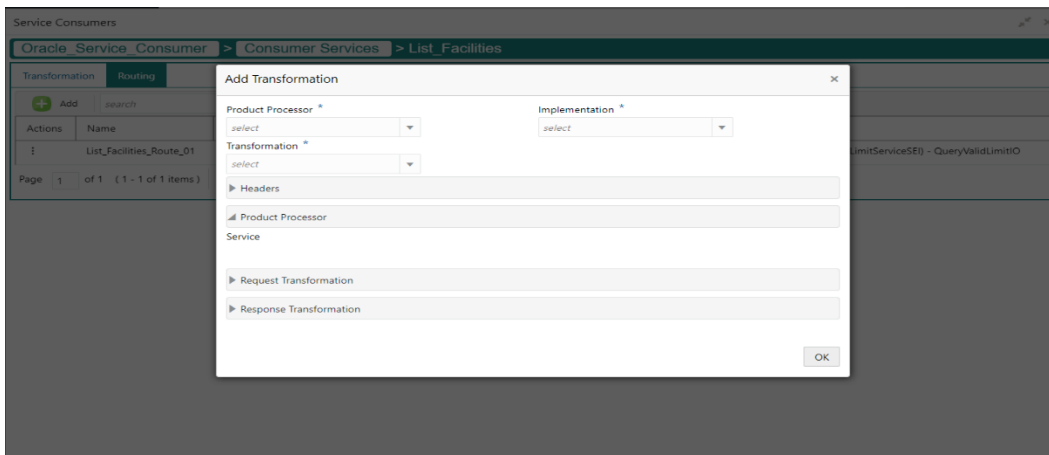 Service Consumers
Oracle_Service_Consumer > Consumer Services > List_Facilities
Transformation Routing
Add search
Actions Name
List_Facilities_Route_01 LimitServiceSEI) - QueryValidLimitIO
Page 1 of 1 ( 1 - 1 of 1 items )
Add Transformation ×
Product Processor * Implementation *
select select
Transformation *
select
Headers
Product Processor
Service
Request Transformation
Response Transformation
OK